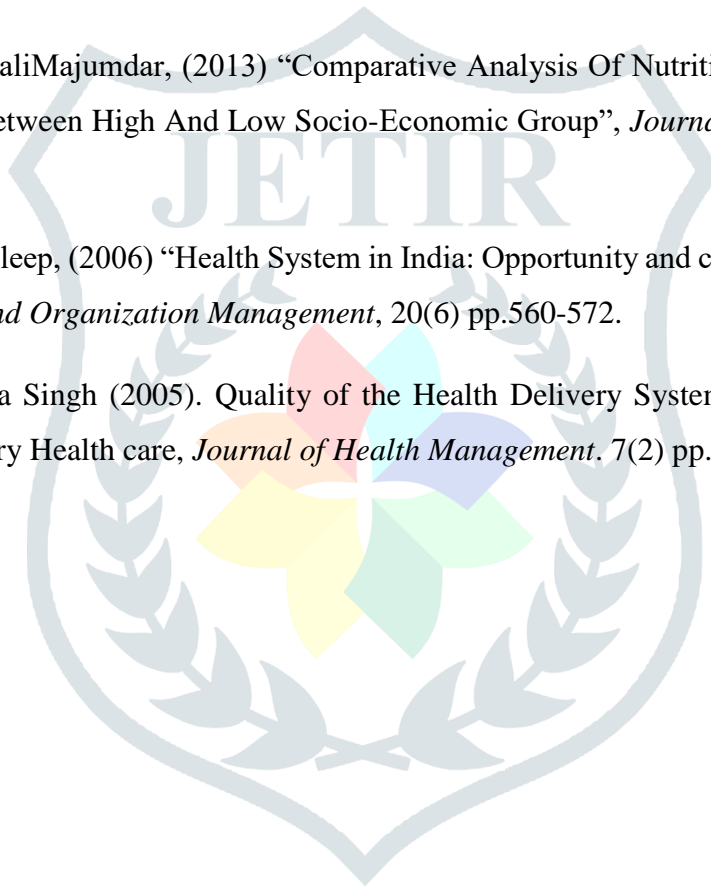 aliMajumdar, (2013) “Comparative Analysis Of Nutriti
etween High And Low Socio-Economic Group”, Journa
JETIR
leep, (2006) “Health System in India: Opportunity and c
nd Organization Management, 20(6) pp.560-572.
a Singh (2005). Quality of the Health Delivery System
ry Health care, Journal of Health Management. 7(2) pp.